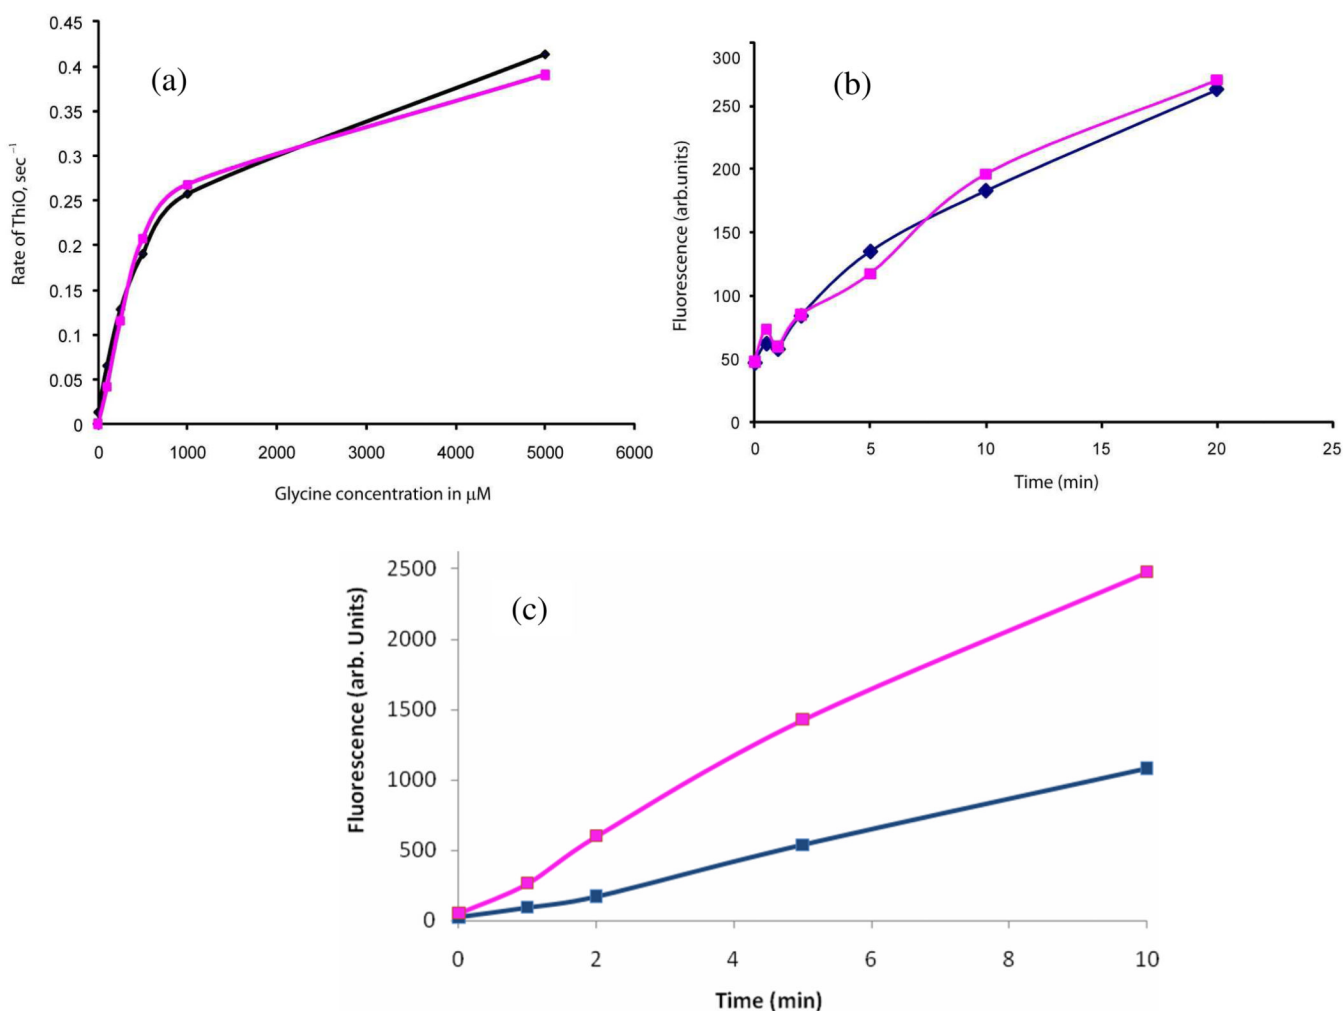 (a)
Rate of ThiO, sec⁻¹
0.45
0.4
0.35
0.3
0.25
0.2
0.15
0.1
0.05
0
0 1000 2000 3000 4000 5000 6000
Glycine concentration in μM
(b)
Fluorescence (arb.units)
300
250
200
150
100
50
0
0 5 10 15 20 25
Time (min)
(c)
Fluorescence (arb. Units)
2500
2000
1500
1000
500
0
0 2 4 6 8 10
Time (min)